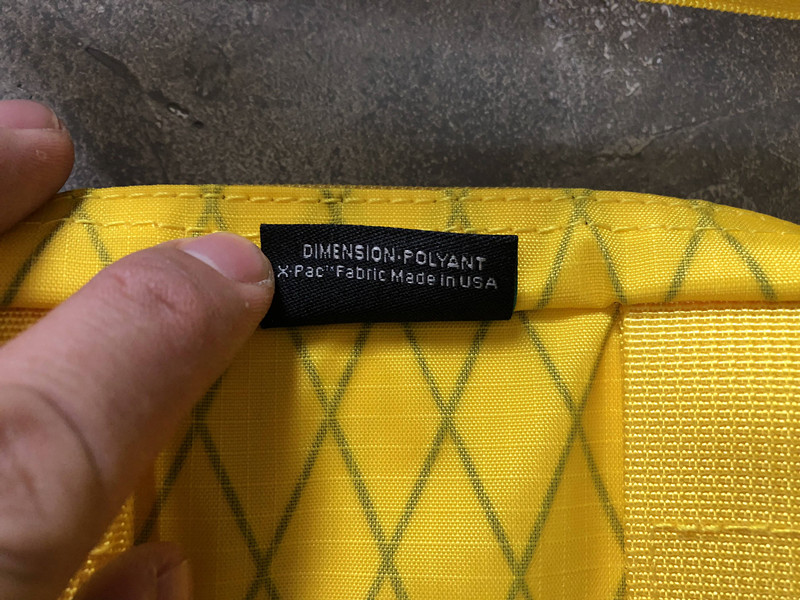 DIMENSION·POLYANT
X·Pac™ Fabric Made in USA